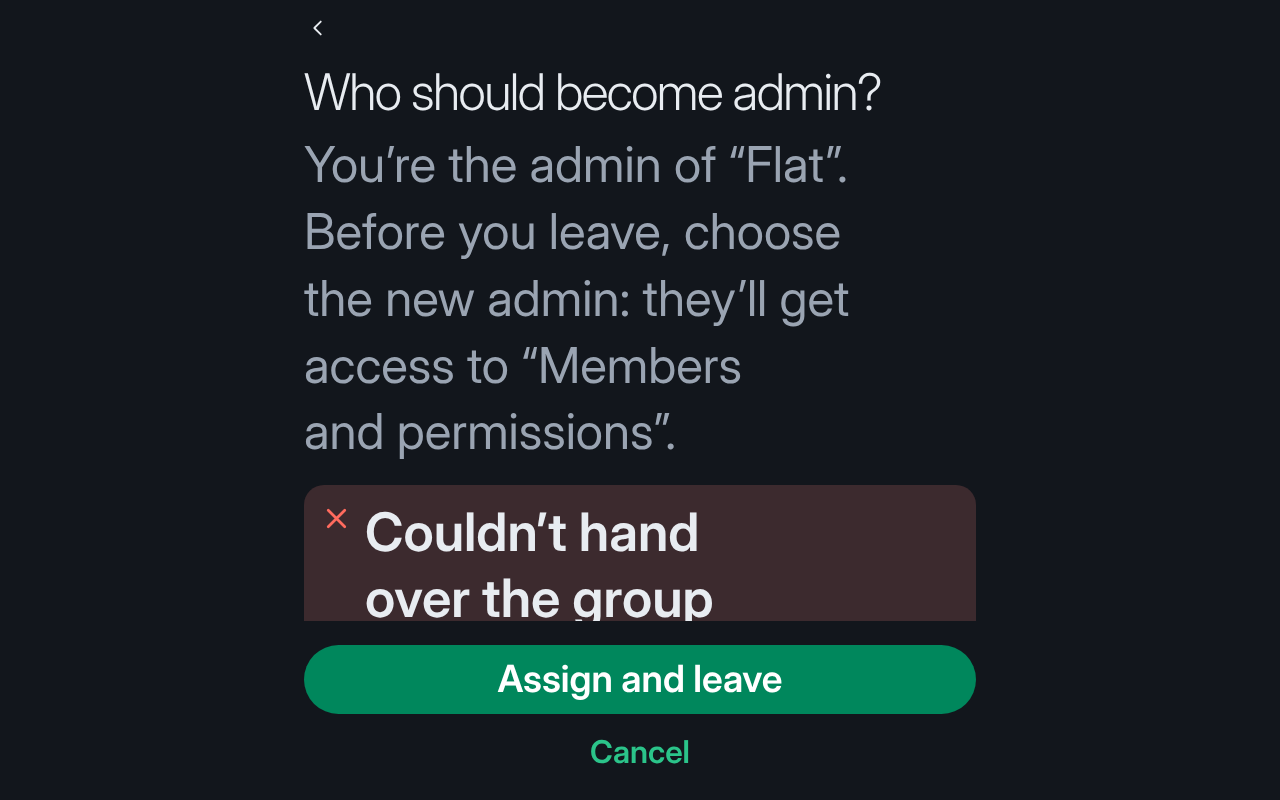 Who should become admin?
You’re the admin of “Flat”.
Before you leave, choose
the new admin: they’ll get
access to “Members
and permissions”.
Couldn’t hand
over the group
Assign and leave
Cancel